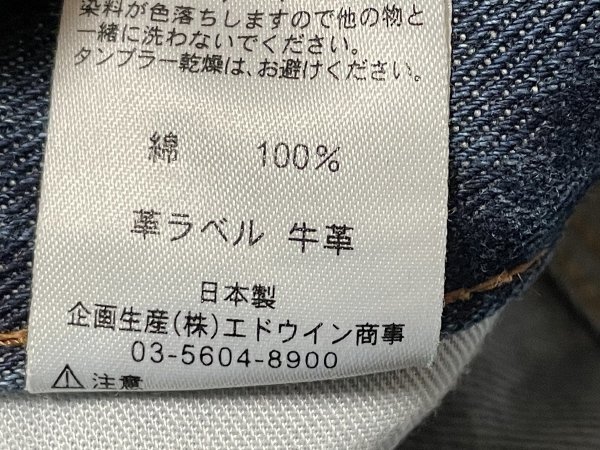 染料が色落ちしますので他の物と
一緒に洗わないでください。
タンブラー乾燥は、お避けください。
綿 100%
革ラベル 牛革
日本製
企画生産(株)エドウイン商事
03-5604-8900
⚠注意